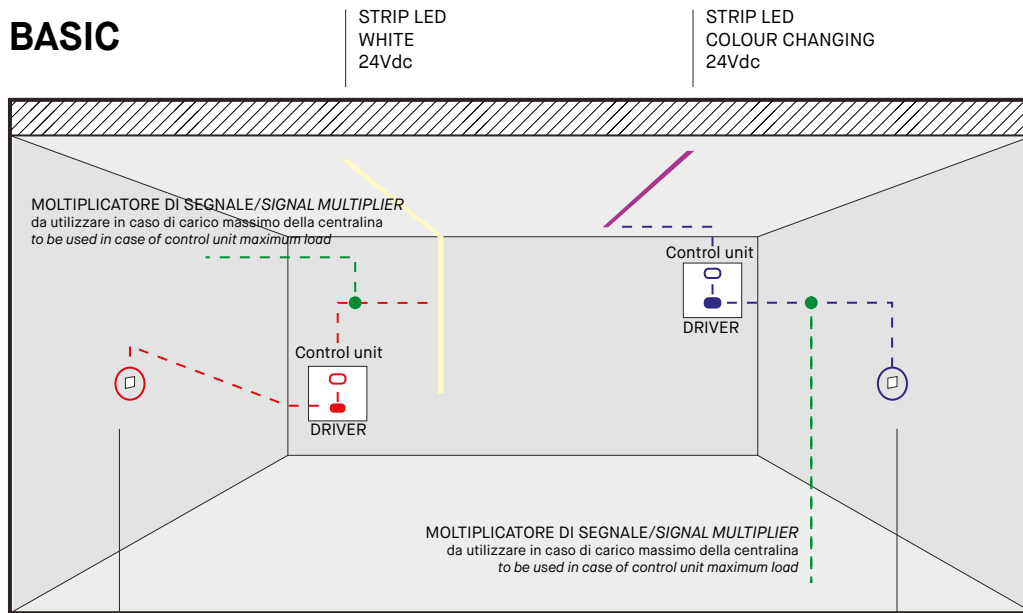 BASIC
STRIP LED
WHITE
24Vdc
STRIP LED
COLOUR CHANGING
24Vdc
MOLTIPLICATORE DI SEGNALE/SIGNAL MULTIPLIER
da utilizzare in caso di carico massimo della centralina
to be used in case of control unit maximum load
Control unit
DRIVER
Control unit
DRIVER
MOLTIPLICATORE DI SEGNALE/SIGNAL MULTIPLIER
da utilizzare in caso di carico massimo della centralina
to be used in case of control unit maximum load